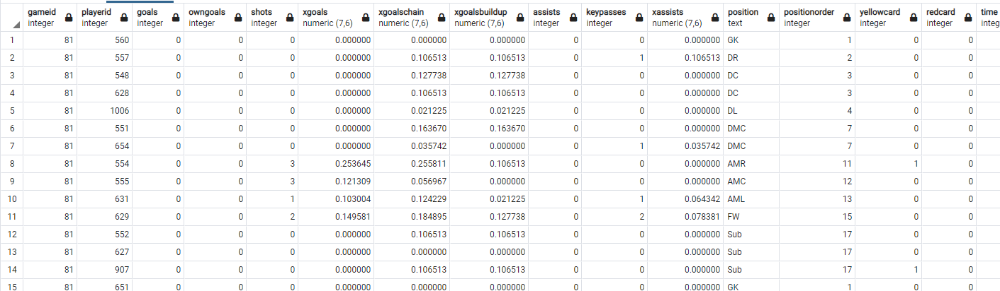 gameid playerid goals owngoals shots xgoals xgoalschain xgoalsbuildup assists keypasses xassists position positionorder yellowcard redcard time
integer integer integer integer integer numeric (7,6) numeric (7,6) numeric (7,6) integer integer numeric (7,6) text integer integer integer integ
1 81 560 0 0 0 0.000000 0.000000 0.000000 0 0 0.000000 GK 1 0 0
2 81 557 0 0 0 0.000000 0.106513 0.106513 0 1 0.106513 DR 2 0 0
3 81 548 0 0 0 0.000000 0.127738 0.127738 0 0 0.000000 DC 3 0 0
4 81 628 0 0 0 0.000000 0.106513 0.106513 0 0 0.000000 DC 3 0 0
5 81 1006 0 0 0 0.000000 0.021225 0.021225 0 0 0.000000 DL 4 0 0
6 81 551 0 0 0 0.000000 0.163670 0.163670 0 0 0.000000 DMC 7 0 0
7 81 654 0 0 0 0.000000 0.035742 0.000000 0 1 0.035742 DMC 7 0 0
8 81 554 0 0 3 0.253645 0.255811 0.106513 0 0 0.000000 AMR 11 1 0
9 81 555 0 0 3 0.121309 0.056967 0.000000 0 0 0.000000 AMC 12 0 0
10 81 631 0 0 1 0.103004 0.124229 0.021225 0 1 0.064342 AML 13 0 0
11 81 629 0 0 2 0.149581 0.184895 0.127738 0 2 0.078381 FW 15 0 0
12 81 552 0 0 0 0.000000 0.106513 0.106513 0 0 0.000000 Sub 17 0 0
13 81 627 0 0 0 0.000000 0.000000 0.000000 0 0 0.000000 Sub 17 0 0
14 81 907 0 0 0 0.000000 0.106513 0.106513 0 0 0.000000 Sub 17 1 0
15 81 651 0 0 0 0.000000 0.000000 0.000000 0 0 0.000000 GK 1 0 0